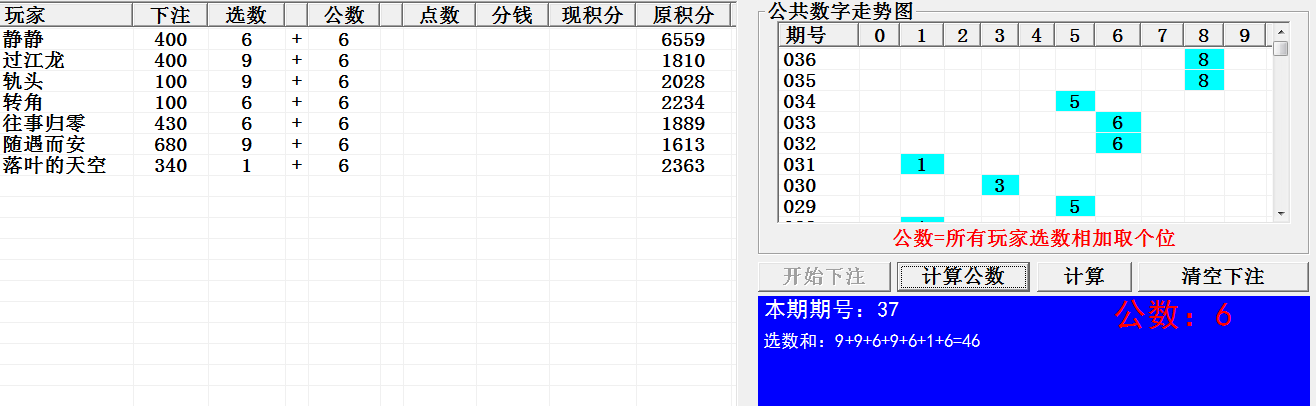 玩家 下注 选数 公数 点数 分钱 现积分 原积分
静静 400 6 + 6 6559
过江龙 400 9 + 6 1810
轨头 100 9 + 6 2028
转角 100 6 + 6 2234
往事归零 430 6 + 6 1889
随遇而安 680 9 + 6 1613
落叶的天空 340 1 + 6 2363
公共数字走势图
期号 0 1 2 3 4 5 6 7 8 9
036 8
035 8
034 5
033 6
032 6
031 1
030 3
029 5
公数=所有玩家选数相加取个位
开始下注 计算公数 计算 清空下注
本期期号：37 公数：6
选数和：9+9+6+9+6+1+6=46